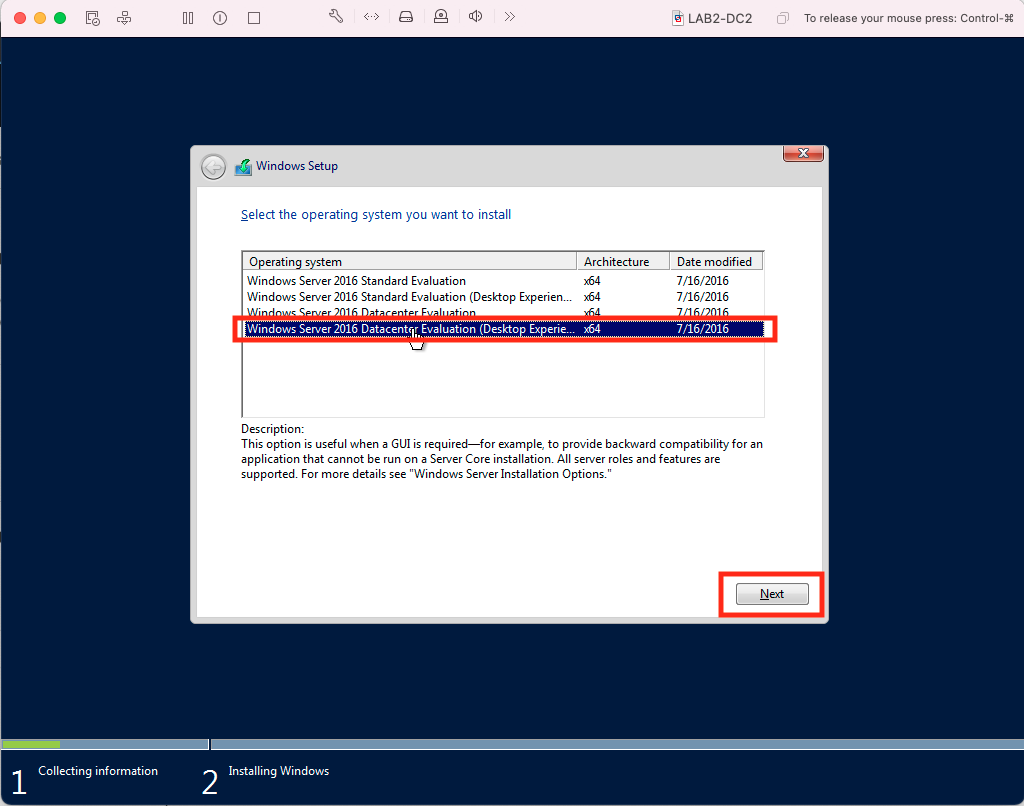 LAB2-DC2
To release your mouse press: Control-⌘
Windows Setup
Select the operating system you want to install
Operating system Architecture Date modified
Windows Server 2016 Standard Evaluation x64 7/16/2016
Windows Server 2016 Standard Evaluation (Desktop Experien... x64 7/16/2016
Windows Server 2016 Datacenter Evaluation x64 7/16/2016
Windows Server 2016 Datacenter Evaluation (Desktop Experie... x64 7/16/2016
Description:
This option is useful when a GUI is required—for example, to provide backward compatibility for an
application that cannot be run on a Server Core installation. All server roles and features are
supported. For more details see "Windows Server Installation Options."
Next
1 Collecting information
2 Installing Windows